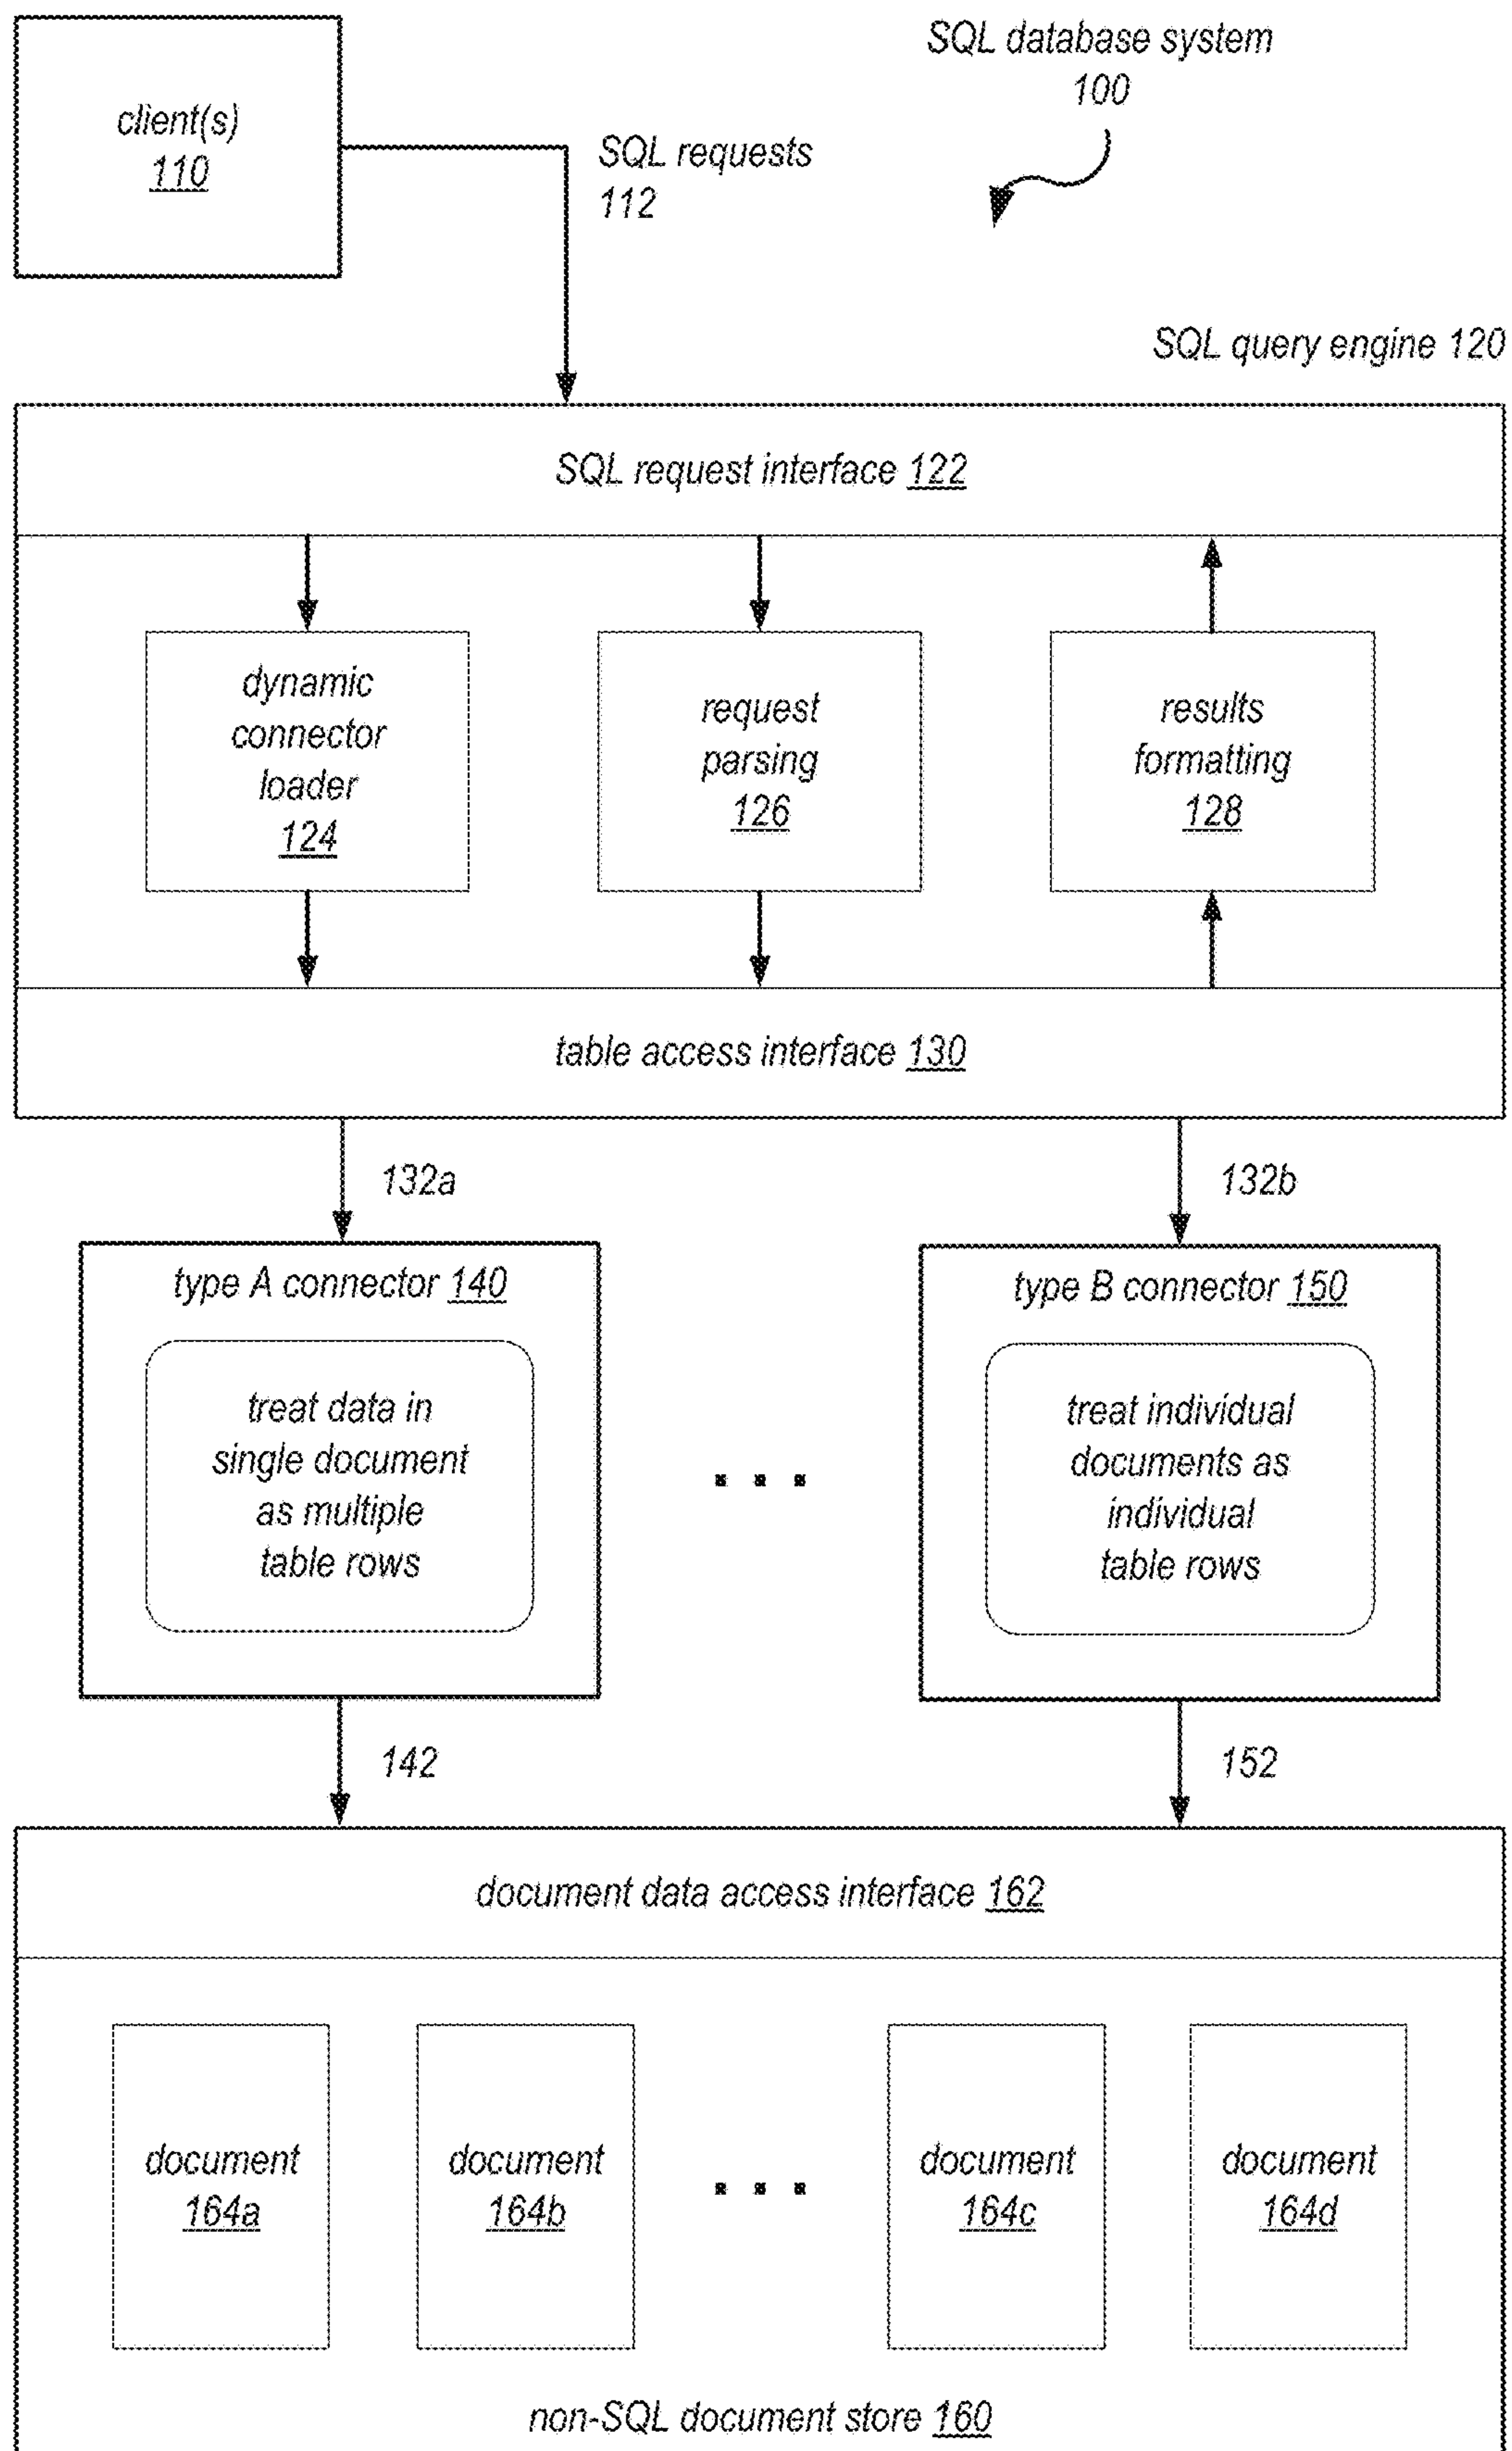 SQL database system
100
client(s)
110
SQL requests
112
SQL query engine 120
SQL request interface 122
dynamic
connector
loader
124
request
parsing
126
results
formatting
128
table access interface 130
132a
132b
type A connector 140
treat data in
single document
as multiple
table rows
. . .
type B connector 150
treat individual
documents as
individual
table rows
142
152
document data access interface 162
document
164a
document
164b
. . .
document
164c
document
164d
non-SQL document store 160